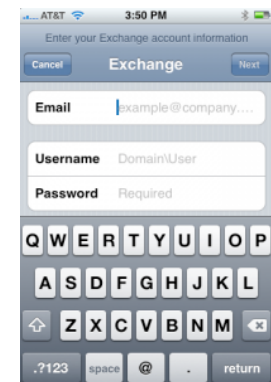 AT&T 3:50 PM
Enter your Exchange account information
Cancel Exchange Next
Email example@company....
Username Domain\User
Password Required
Q W E R T Y U I O P
A S D F G H J K L
Z X C V B N M
.?123 space @ . return